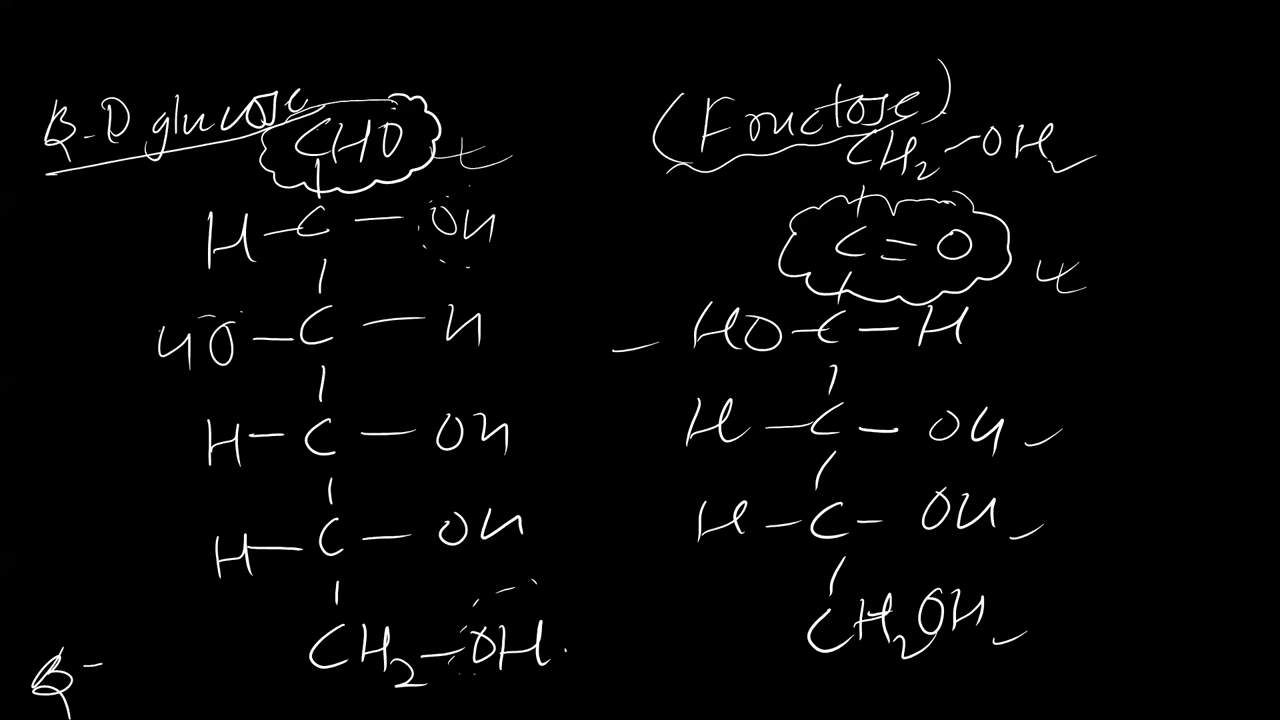 B-D glucose
CHO
H-C-OH
HO-C-H
H-C-OH
H-C-OH
CH2-OH
B-
(Fructose)
CH2-OH
C=O
HO-C-H
H-C-OH
H-C-OH
CH2OH